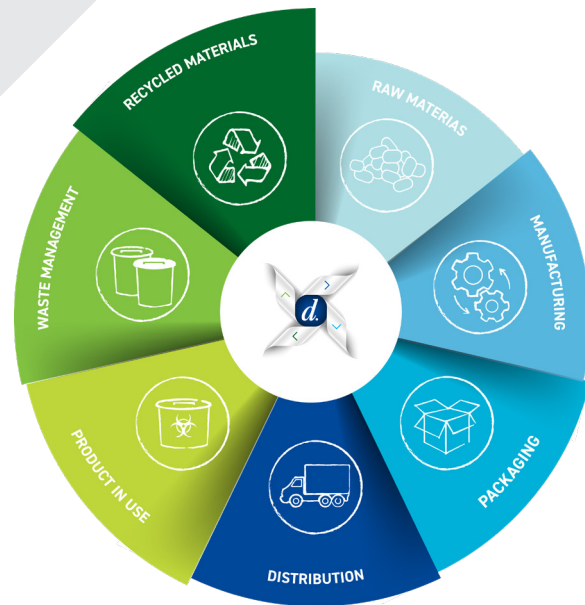 RECYCLED MATERIALS
RAW MATERIAS
MANUFACTURING
PACKAGING
DISTRIBUTION
PRODUCT IN USE
WASTE MANAGEMENT
d.